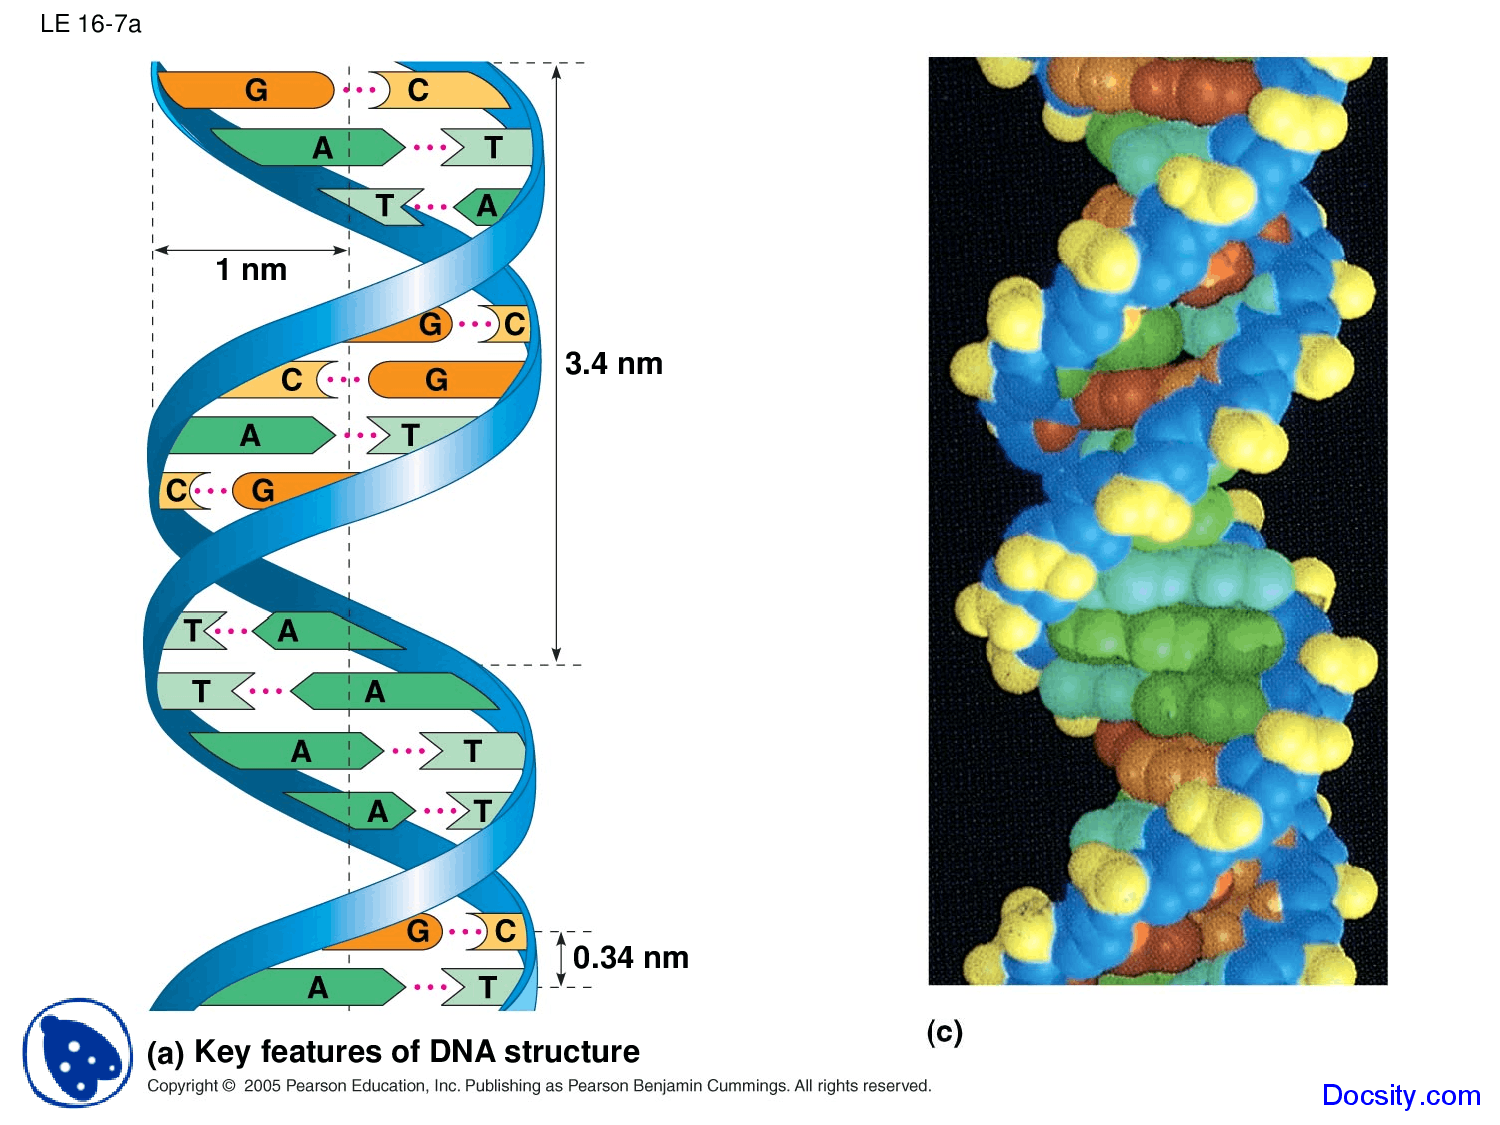 LE 16-7a
G C
A T
T A
1 nm
G C
3.4 nm
C G
A T
C G
T A
T A
A T
A T
G C
0.34 nm
A T
(a) Key features of DNA structure
(c)
Copyright © 2005 Pearson Education, Inc. Publishing as Pearson Benjamin Cummings. All rights reserved.
Docsity.com